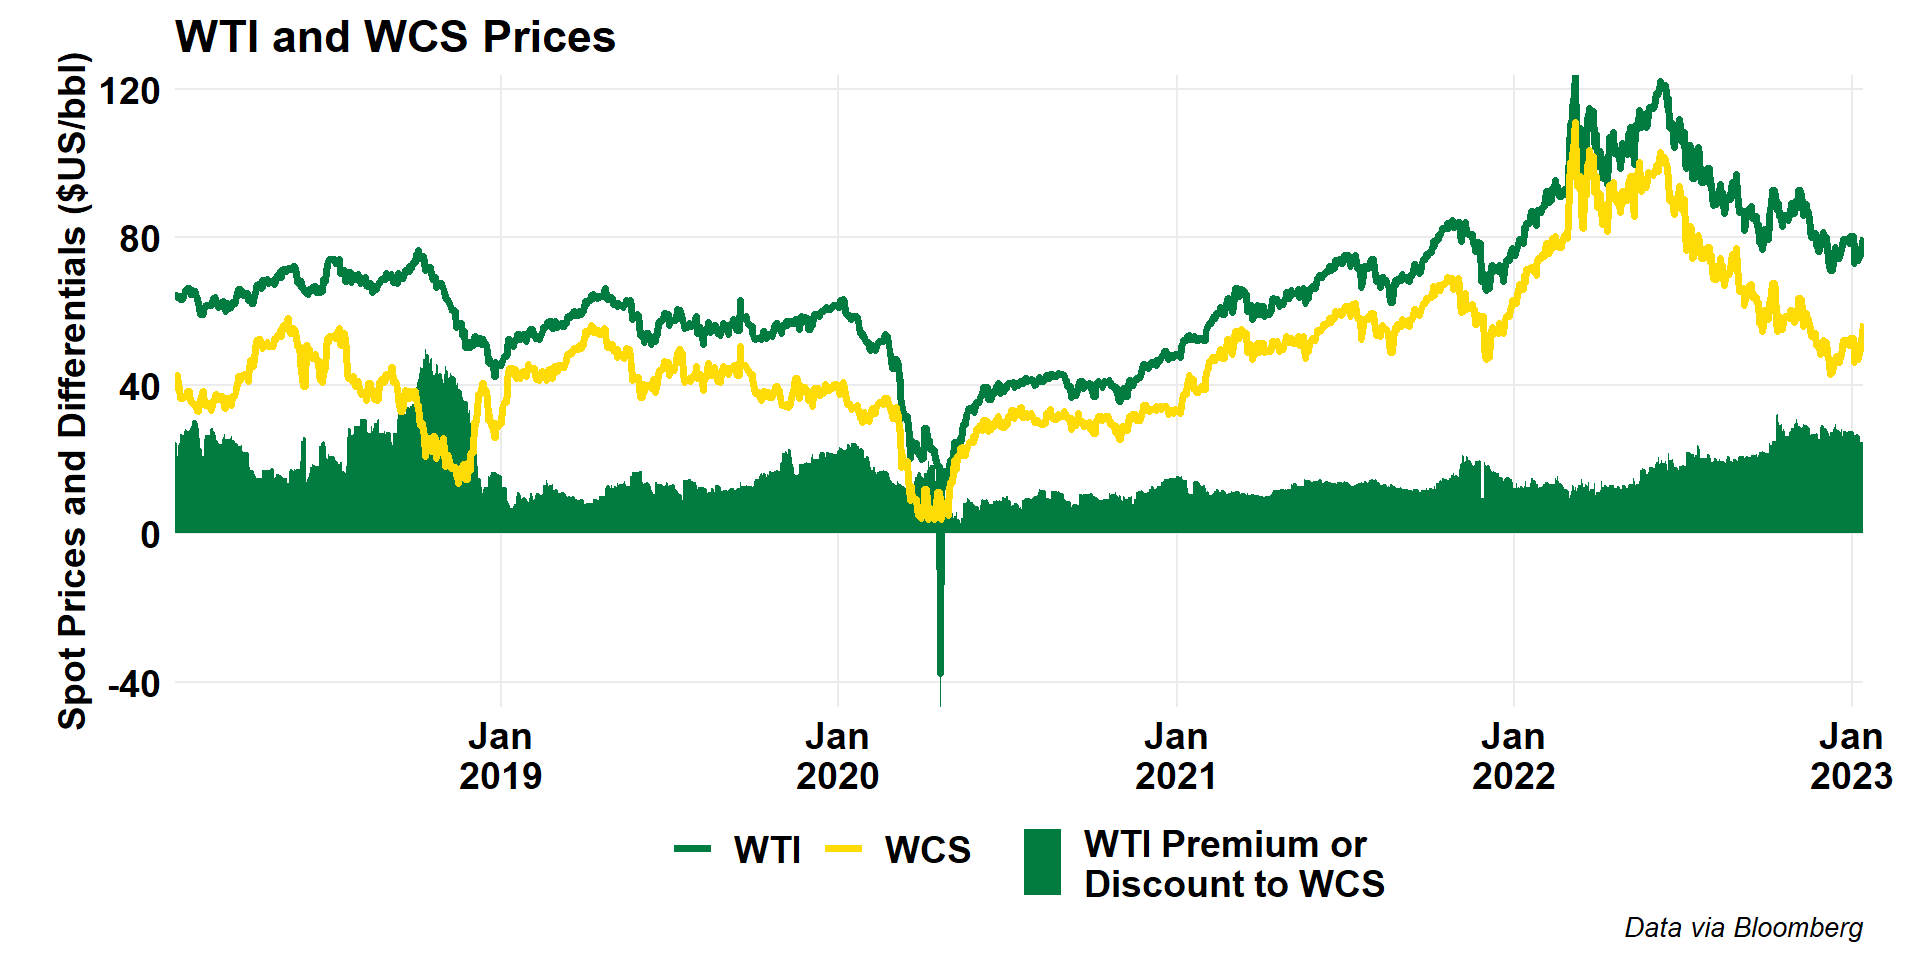 WTI and WCS Prices
Spot Prices and Differentials ($US/bbl)
120
80
40
0
-40
Jan
2019
Jan
2020
Jan
2021
Jan
2022
Jan
2023
WTI
WCS
WTI Premium or
Discount to WCS
Data via Bloomberg